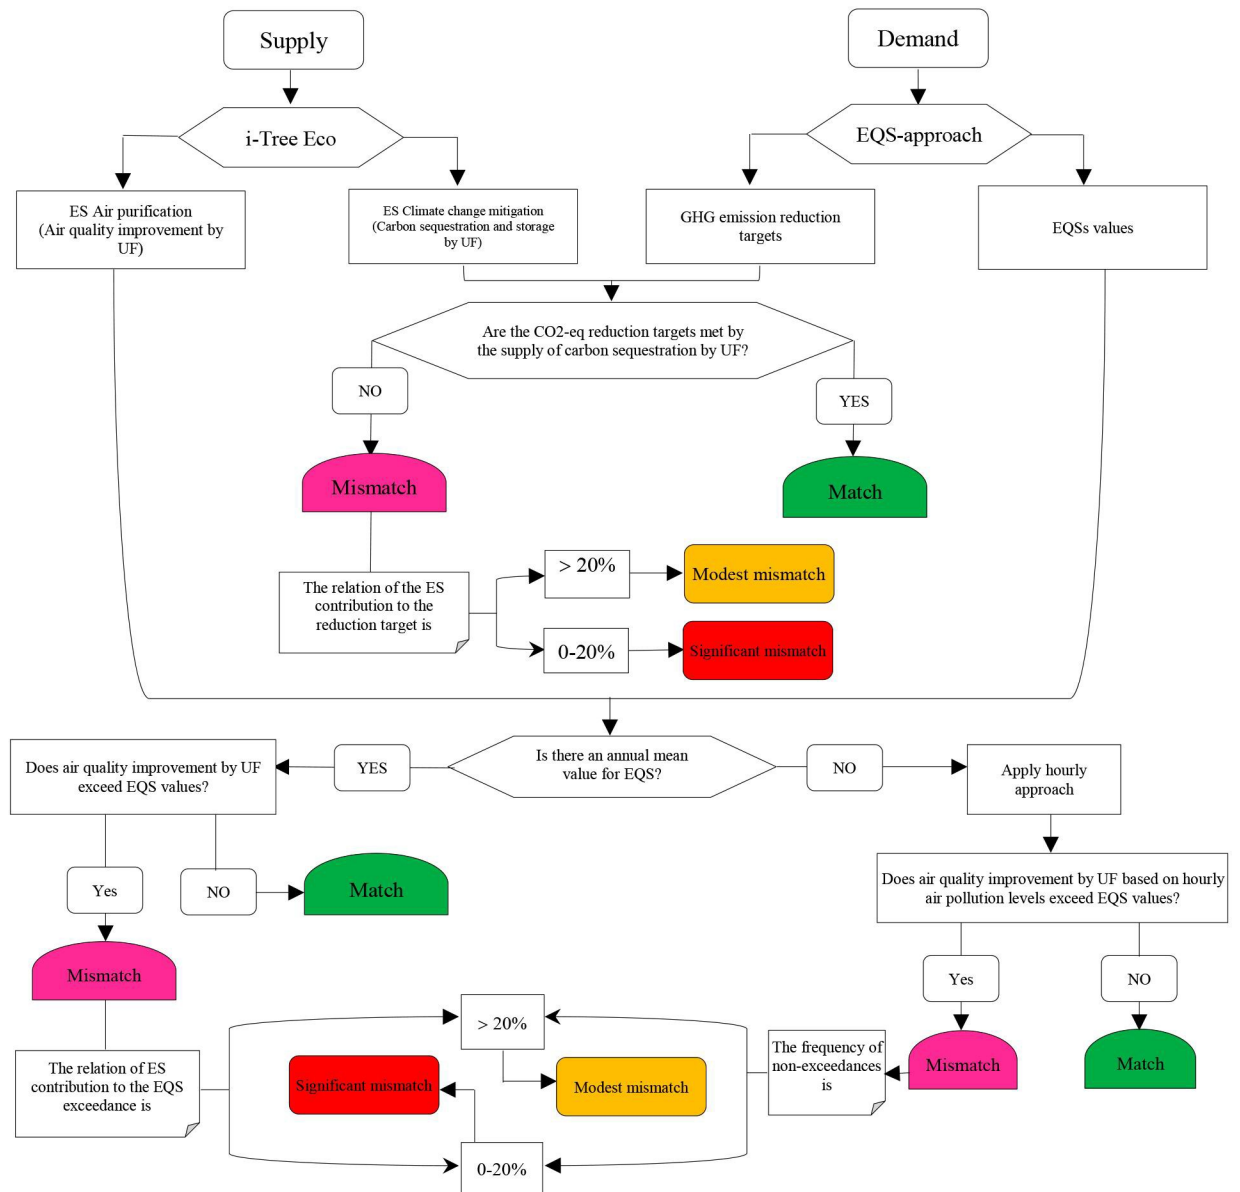 Supply
Demand
i-Tree Eco
EQS-approach
ES Air purification
(Air quality improvement by
UF)
ES Climate change mitigation
(Carbon sequestration and storage
by UF)
GHG emission reduction
targets
EQSs values
Are the CO2-eq reduction targets met by
the supply of carbon sequestration by UF?
NO
YES
Mismatch
Match
The relation of the ES
contribution to the
reduction target is
> 20%
Modest mismatch
0-20%
Significant mismatch
Is there an annual mean
value for EQS?
YES
NO
Does air quality improvement by UF
exceed EQS values?
Apply hourly
approach
Yes
NO
Match
Does air quality improvement by UF based on hourly
air pollution levels exceed EQS values?
Mismatch
Yes
NO
The relation of ES
contribution to the EQS
exceedance is
> 20%
Significant mismatch
Modest mismatch
0-20%
The frequency of
non-exceedances
is
Mismatch
Match